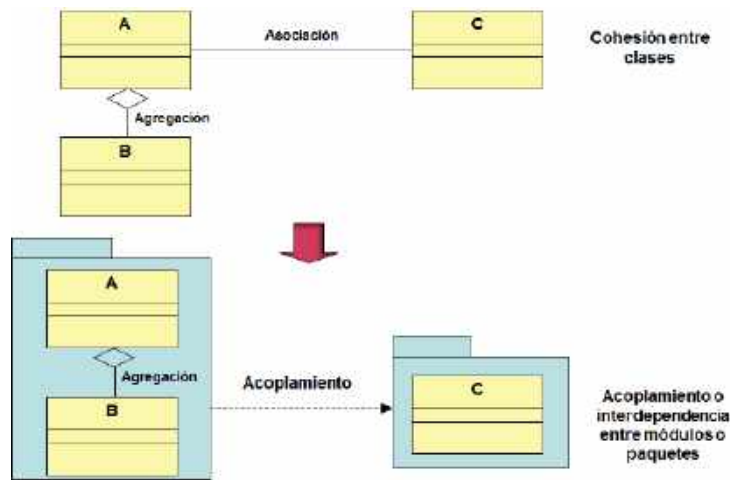 A
Asociación
C
Cohesión entre
clases
Agregación
B
A
Agregación
B
Acoplamiento
C
Acoplamiento o
interdependencia
entre módulos o
paquetes